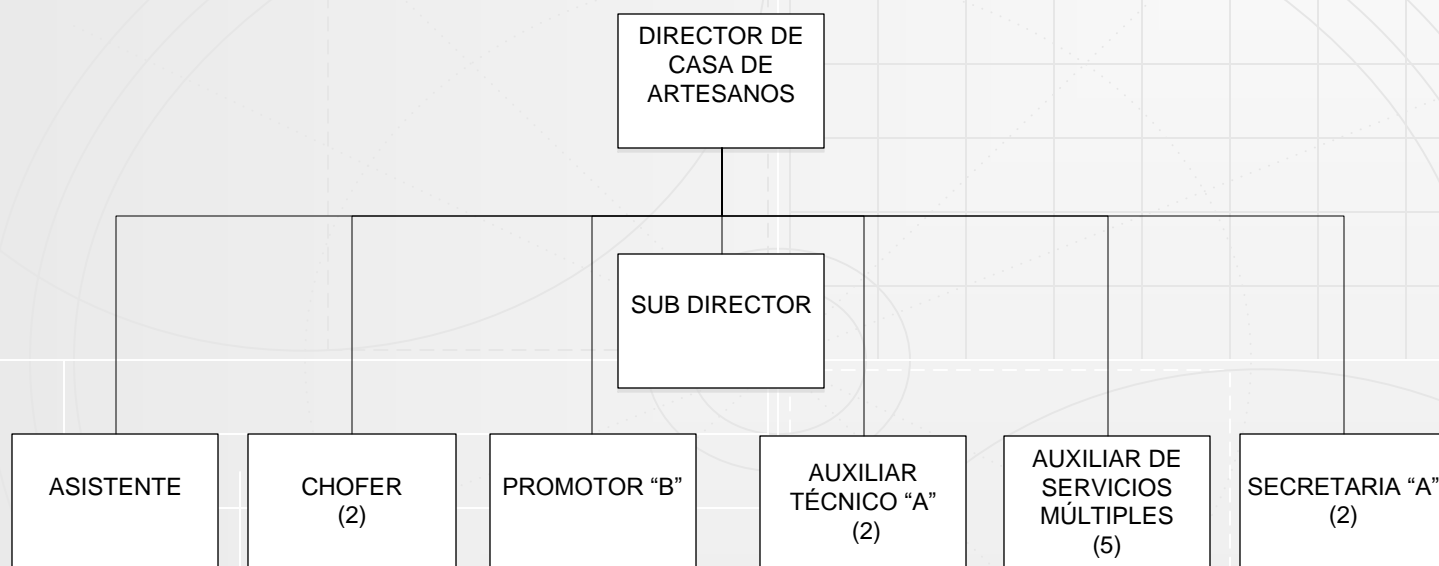 DIRECTOR DE
CASA DE
ARTESANOS
SUB DIRECTOR
ASISTENTE
CHOFER
(2)
PROMOTOR “B”
AUXILIAR
TÉCNICO “A”
(2)
AUXILIAR DE
SERVICIOS
MÚLTIPLES
(5)
SECRETARIA “A”
(2)